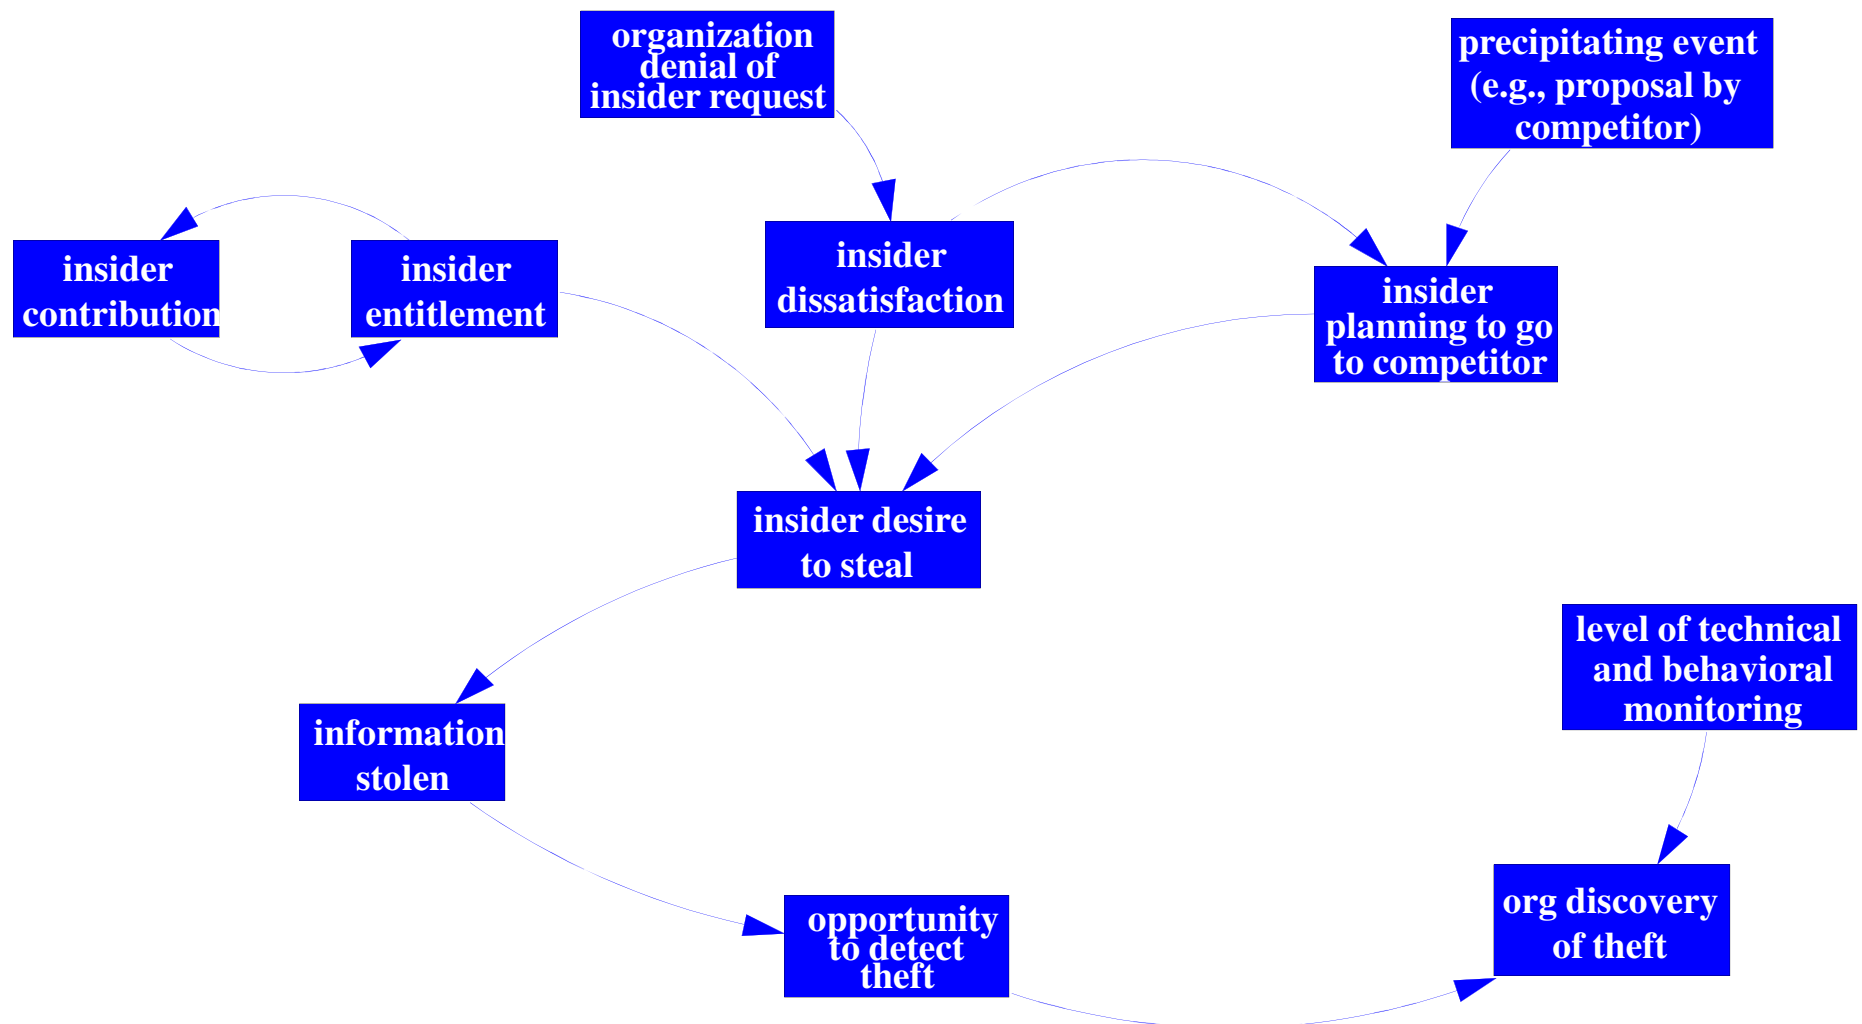 organization
denial of
insider request
precipitating event
(e.g., proposal by
competitor)
insider
contribution
insider
entitlement
insider
dissatisfaction
insider
planning to go
to competitor
insider desire
to steal
level of technical
and behavioral
monitoring
information
stolen
opportunity
to detect
theft
org discovery
of theft